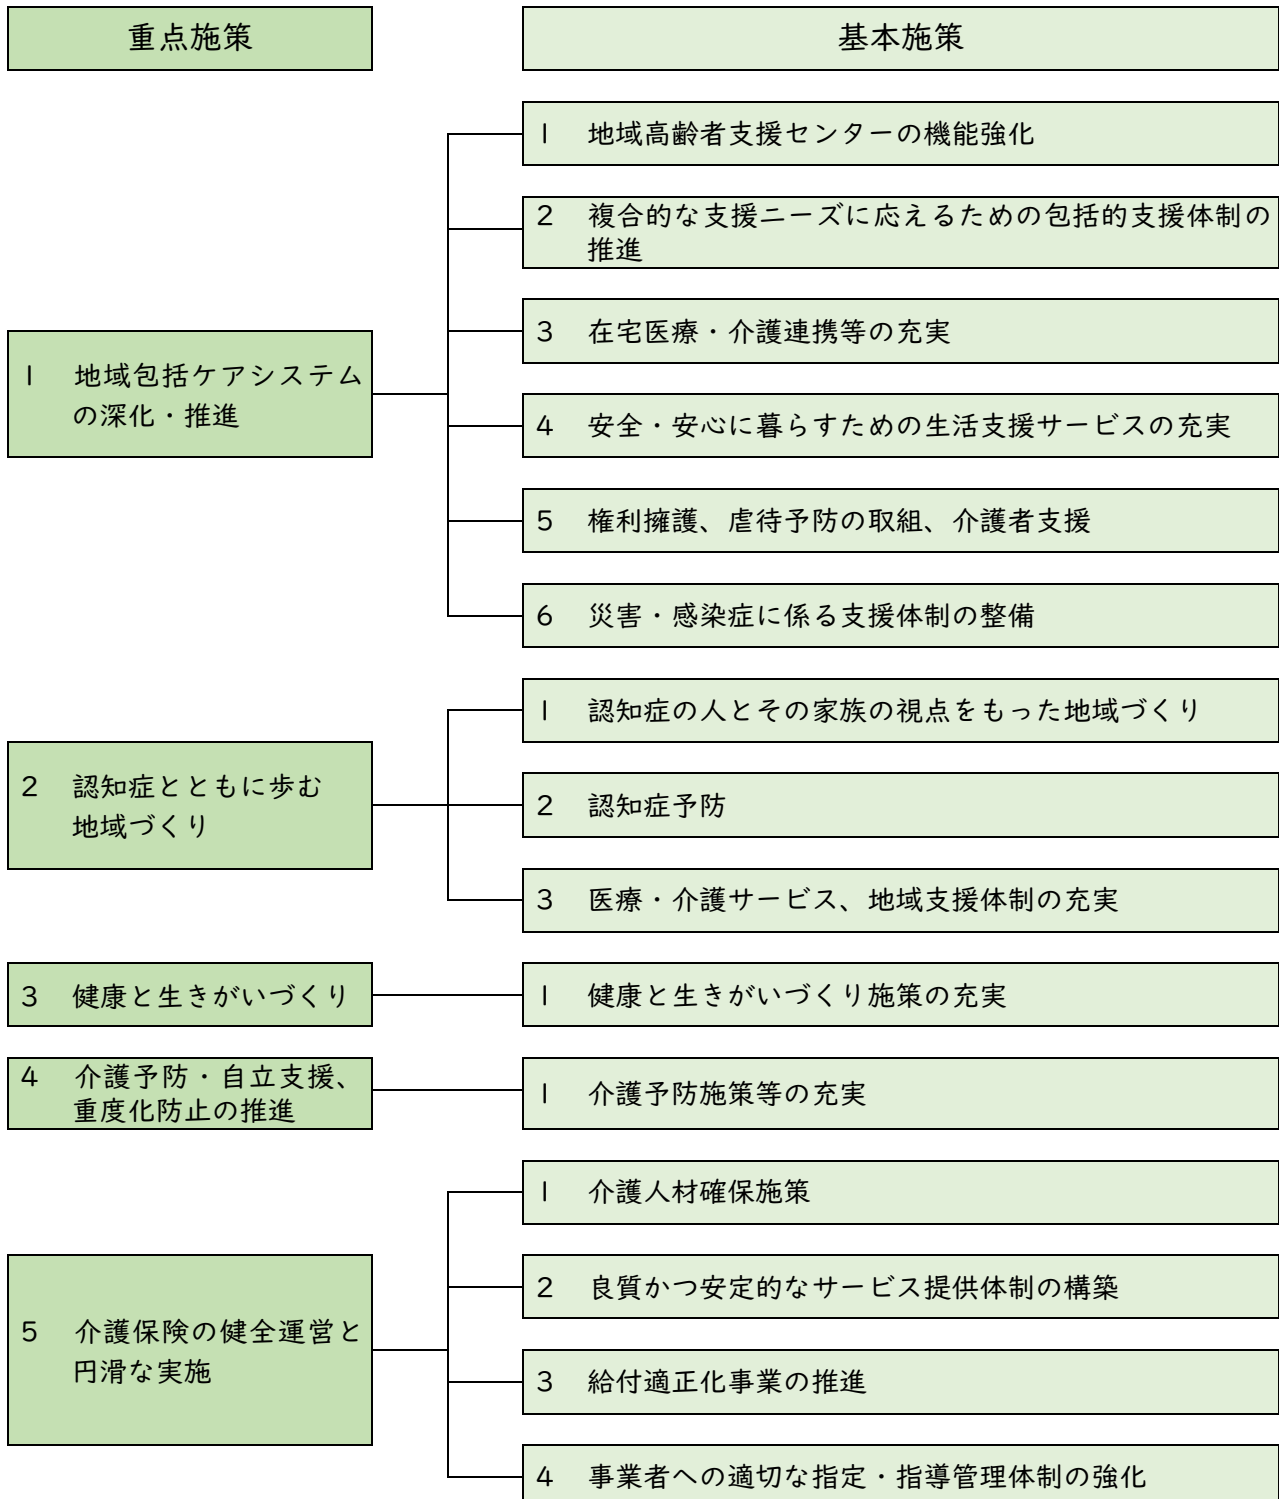 重点施策
基本施策
1 地域包括ケアシステム
の深化・推進
1 地域高齢者支援センターの機能強化
2 複合的な支援ニーズに応えるための包括的支援体制の
推進
3 在宅医療・介護連携等の充実
4 安全・安心に暮らすための生活支援サービスの充実
5 権利擁護、虐待予防の取組、介護者支援
6 災害・感染症に係る支援体制の整備
2 認知症とともに歩む
地域づくり
1 認知症の人とその家族の視点をもった地域づくり
2 認知症予防
3 医療・介護サービス、地域支援体制の充実
3 健康と生きがいづくり
1 健康と生きがいづくり施策の充実
4 介護予防・自立支援、
重度化防止の推進
1 介護予防施策等の充実
5 介護保険の健全運営と
円滑な実施
1 介護人材確保施策
2 良質かつ安定的なサービス提供体制の構築
3 給付適正化事業の推進
4 事業者への適切な指定・指導管理体制の強化